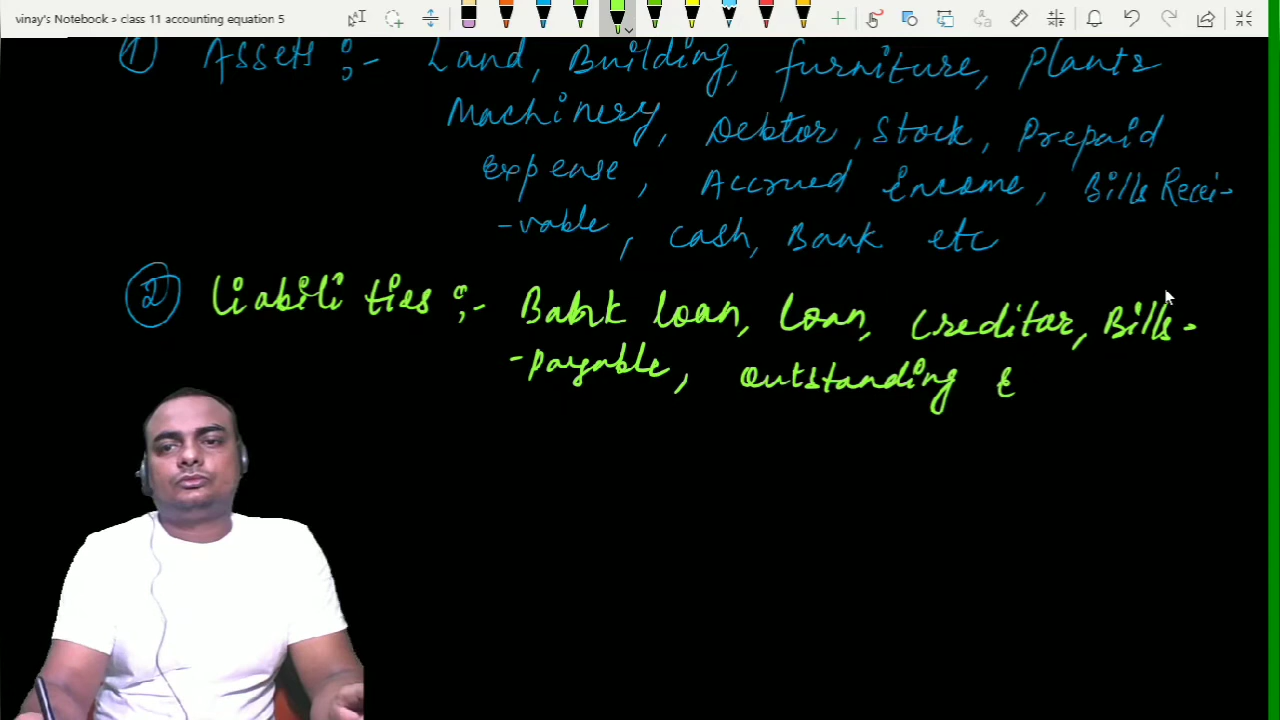 vinay's Notebook > class 11 accounting equation 5
① Assets :- Land, Building, furniture, Plants
Machinery, Debtor, Stock, Prepaid
Expense, Accrued income, Bills Recei-
-vable, cash, Bank etc
② Liabilities :- Bank loan, Loan, Creditar, Bills-
-payable, Outstanding E